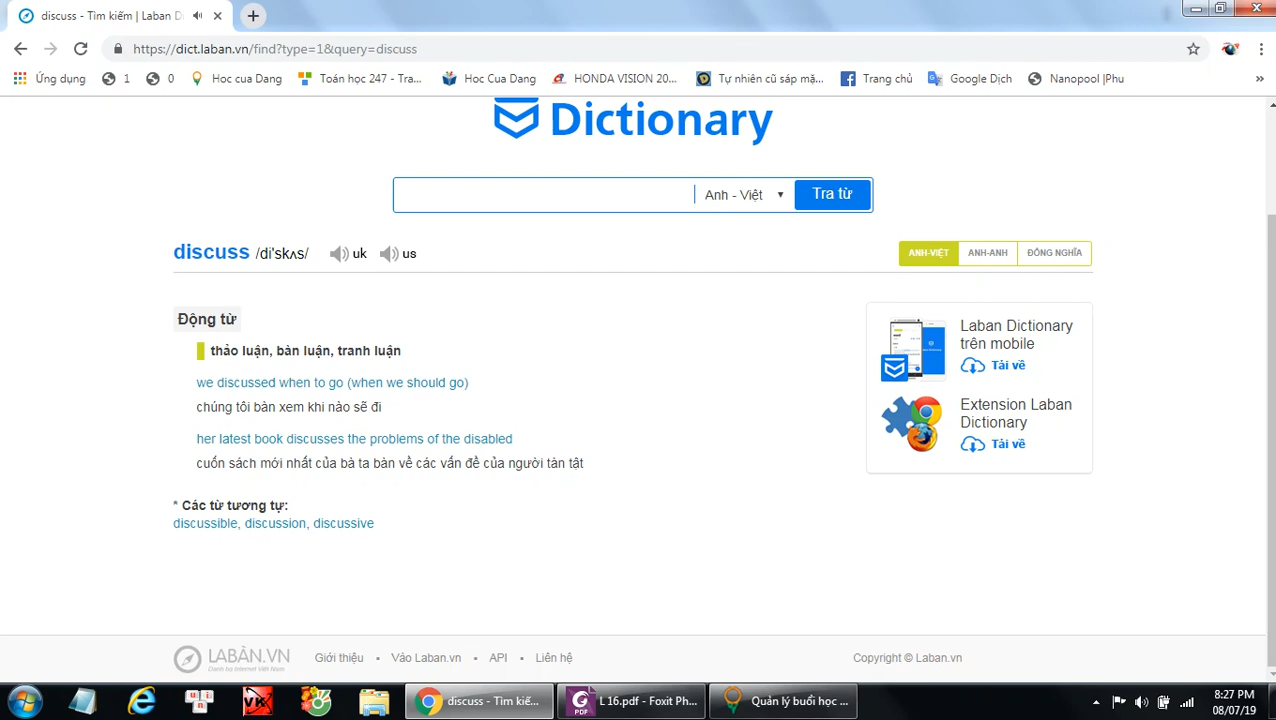 discuss - Tìm kiếm | Laban D
https://dict.laban.vn/find?type=1&query=discuss
Ứng dụng 1 0 Hoc cua Dang Toán học 247 - Tra... Học Cua Dang HONDA VISION 20... Tự nhiên cũ sáp mặ... Trang chủ Google Dịch Nanopool |Phu »
Dictionary
Anh - Việt ▼ Tra từ
discuss /di'skʌs/ uk us
ANH-VIỆT ANH-ANH ĐỒNG NGHĨA
Động từ
thảo luận, bàn luận, tranh luận
we discussed when to go (when we should go)
chúng tôi bàn xem khi nào sẽ đi
her latest book discusses the problems of the disabled
cuốn sách mới nhất của bà ta bàn về các vấn đề của người tàn tật
* Các từ tương tự:
discussible, discussion, discussive
Laban Dictionary
trên mobile
Tải về
Extension Laban
Dictionary
Tải về
LABAN.VN
Danh bạ Internet Việt Nam
Giới thiệu • Vào Laban.vn • API • Liên hệ
Copyright © Laban.vn
discuss - Tìm kiế... L 16.pdf - Foxit Ph... Quản lý buổi học ...
8:27 PM
08/07/19